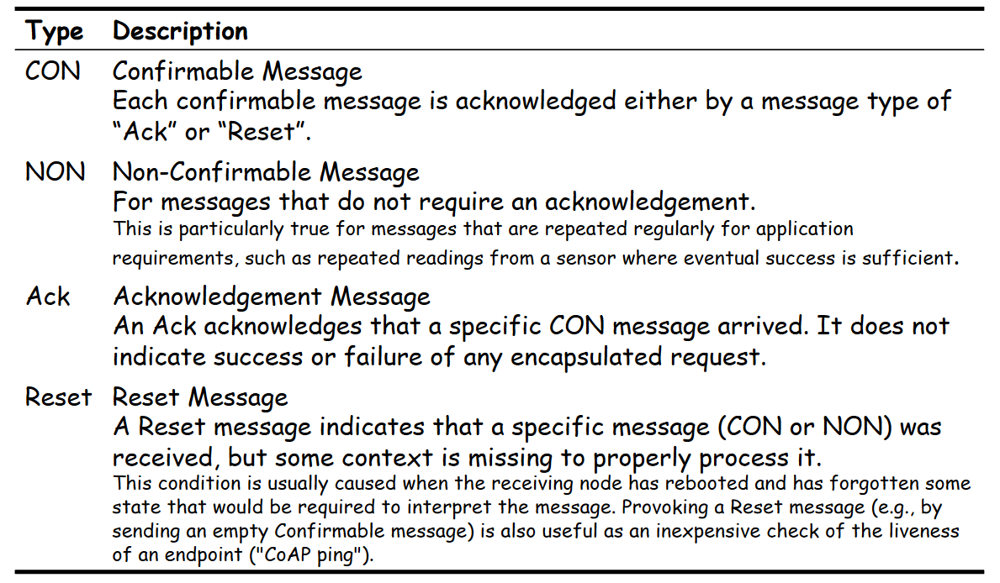 Type Description
CON Confirmable Message
Each confirmable message is acknowledged either by a message type of
“Ack” or “Reset”.
NON Non-Confirmable Message
For messages that do not require an acknowledgement.
This is particularly true for messages that are repeated regularly for application
requirements, such as repeated readings from a sensor where eventual success is sufficient.
Ack Acknowledgement Message
An Ack acknowledges that a specific CON message arrived. It does not
indicate success or failure of any encapsulated request.
Reset Reset Message
A Reset message indicates that a specific message (CON or NON) was
received, but some context is missing to properly process it.
This condition is usually caused when the receiving node has rebooted and has forgotten some
state that would be required to interpret the message. Provoking a Reset message (e.g., by
sending an empty Confirmable message) is also useful as an inexpensive check of the liveness
of an endpoint ("CoAP ping").